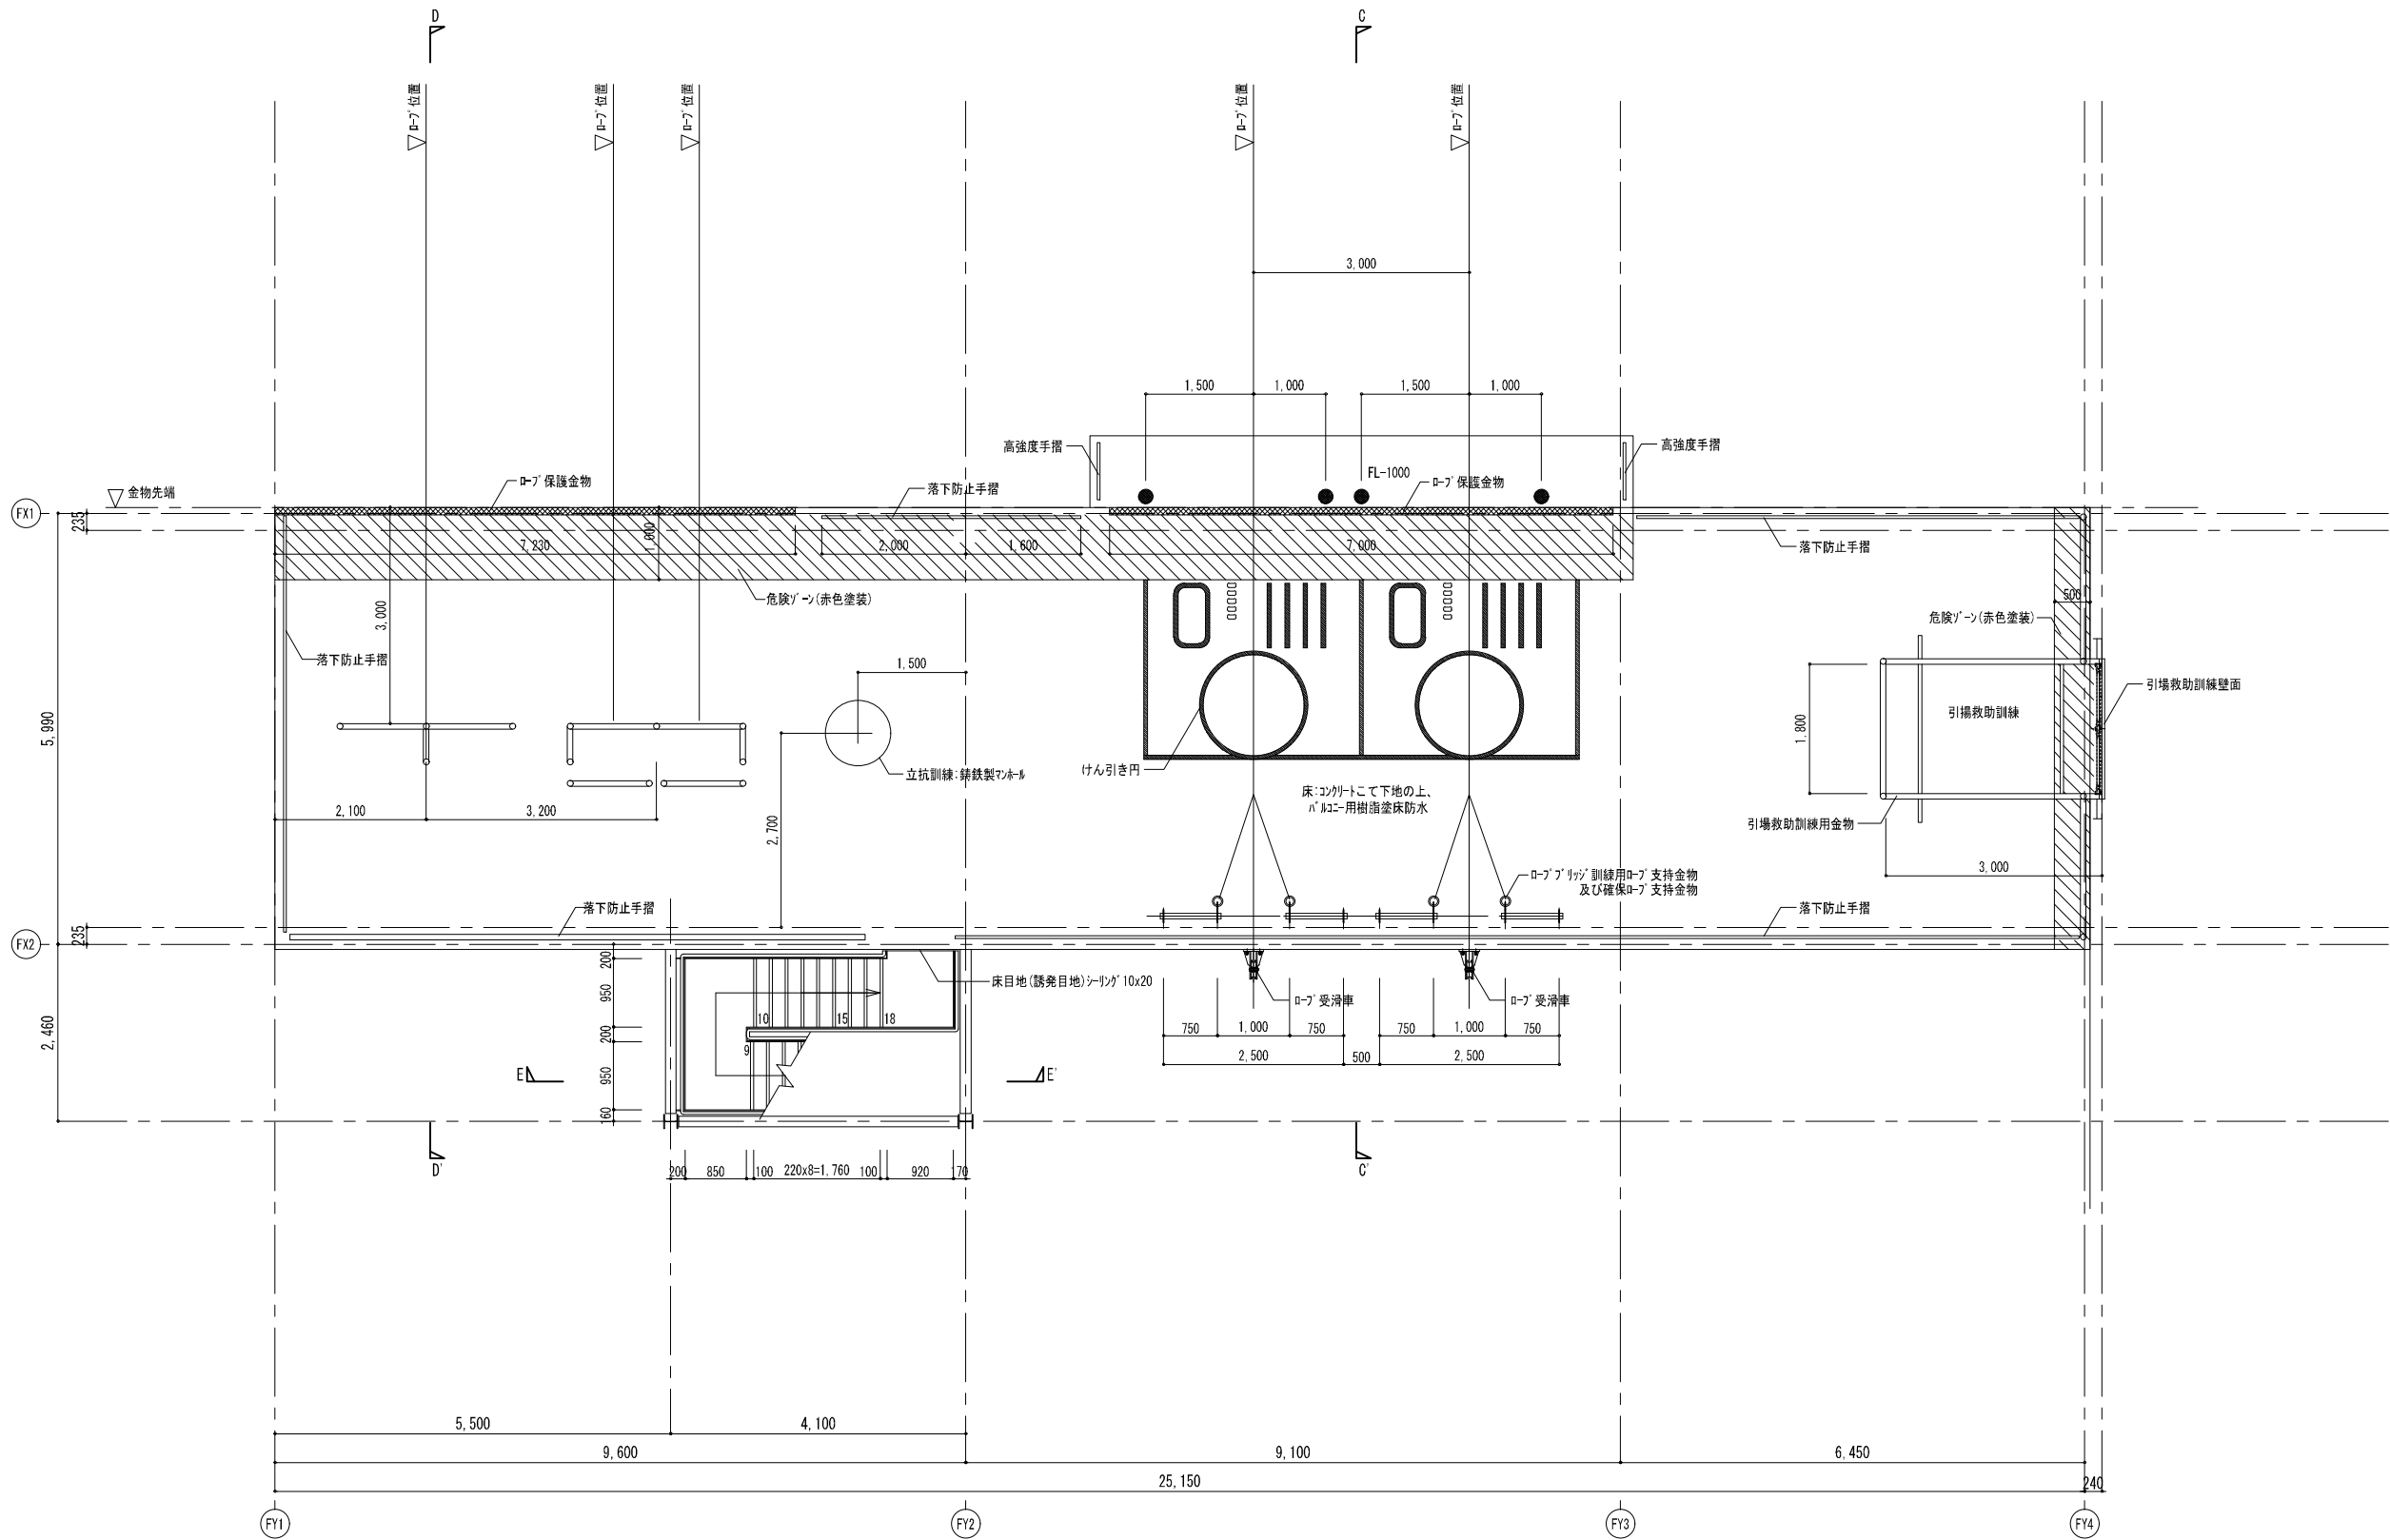 D
C
ﾛｰﾌﾟ位置
ﾛｰﾌﾟ位置
ﾛｰﾌﾟ位置
ﾛｰﾌﾟ位置
ﾛｰﾌﾟ位置
3,000
1,500
1,000
1,500
1,000
高強度手摺
高強度手摺
FL-1000
ﾛｰﾌﾟ保護金物
ﾛｰﾌﾟ保護金物
落下防止手摺
金物先端
FX1
235
7,230
1,000
2,000
1,600
7,000
落下防止手摺
500
危険ｿﾞｰﾝ(赤色塗装)
3,000
危険ｿﾞｰﾝ(赤色塗装)
落下防止手摺
1,500
引場救助訓練壁面
引揚救助訓練
1,800
5,990
立抗訓練:鋳鉄製ﾏﾝﾎｰﾙ
けん引き円
床:ｺﾝｸﾘｰﾄこて下地の上、
ﾊﾞﾙｺﾆｰ用樹脂塗床防水
2,100
3,200
2,700
引場救助訓練用金物
3,000
ﾛｰﾌﾟﾌﾞﾘｯｼﾞ訓練用ﾛｰﾌﾟ支持金物
及び確保ﾛｰﾌﾟ支持金物
落下防止手摺
落下防止手摺
235
FX2
200
950
200
950
160
2,460
床目地(誘発目地)ｼｰﾘﾝｸﾞ10x20
ﾛｰﾌﾟ受滑車
ﾛｰﾌﾟ受滑車
10
15
18
9
750
1,000
750
750
1,000
750
2,500
500
2,500
E
E'
D'
C'
200
850
100
220x8=1,760
100
920
170
5,500
4,100
9,600
9,100
6,450
25,150
240
FY1
FY2
FY3
FY4